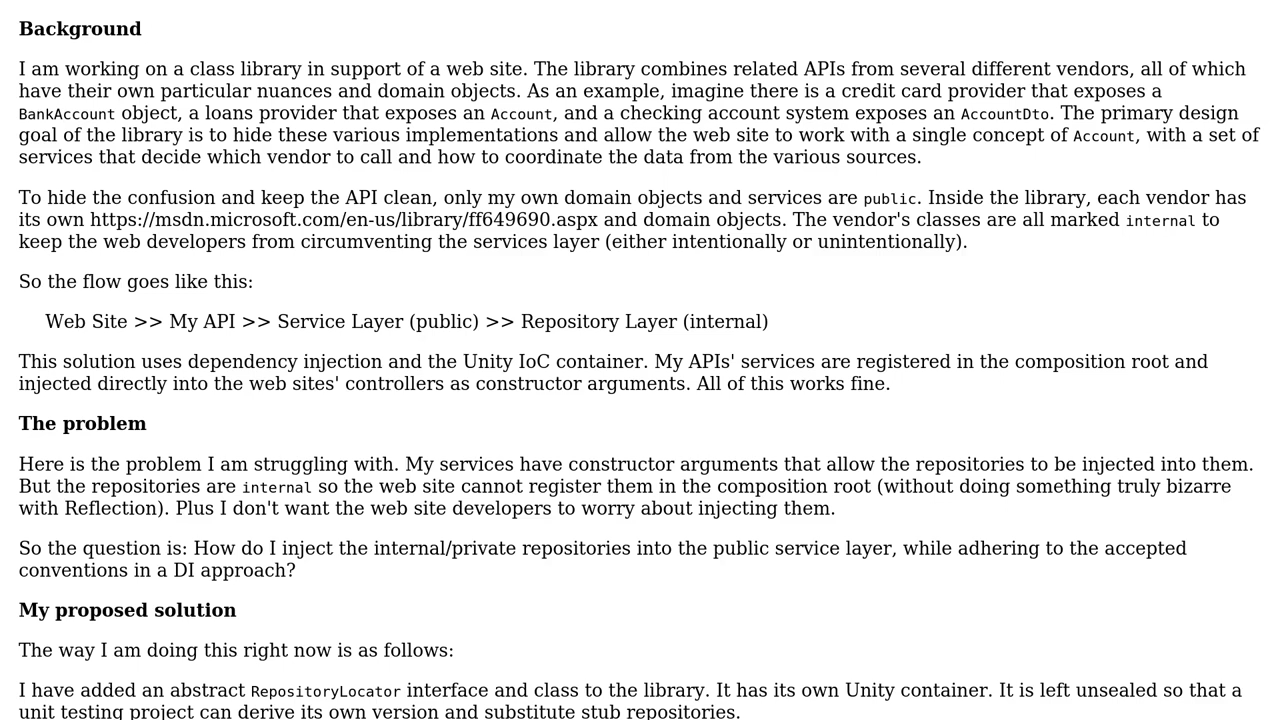 Background
I am working on a class library in support of a web site. The library combines related APIs from several different vendors, all of which
have their own particular nuances and domain objects. As an example, imagine there is a credit card provider that exposes a
BankAccount object, a loans provider that exposes an Account, and a checking account system exposes an AccountDto. The primary design
goal of the library is to hide these various implementations and allow the web site to work with a single concept of Account, with a set of
services that decide which vendor to call and how to coordinate the data from the various sources.
To hide the confusion and keep the API clean, only my own domain objects and services are public. Inside the library, each vendor has
its own https://msdn.microsoft.com/en-us/library/ff649690.aspx and domain objects. The vendor's classes are all marked internal to
keep the web developers from circumventing the services layer (either intentionally or unintentionally).
So the flow goes like this:
Web Site >> My API >> Service Layer (public) >> Repository Layer (internal)
This solution uses dependency injection and the Unity IoC container. My APIs' services are registered in the composition root and
injected directly into the web sites' controllers as constructor arguments. All of this works fine.
The problem
Here is the problem I am struggling with. My services have constructor arguments that allow the repositories to be injected into them.
But the repositories are internal so the web site cannot register them in the composition root (without doing something truly bizarre
with Reflection). Plus I don't want the web site developers to worry about injecting them.
So the question is: How do I inject the internal/private repositories into the public service layer, while adhering to the accepted
conventions in a DI approach?
My proposed solution
The way I am doing this right now is as follows:
I have added an abstract RepositoryLocator interface and class to the library. It has its own Unity container. It is left unsealed so that a
unit testing project can derive its own version and substitute stub repositories.